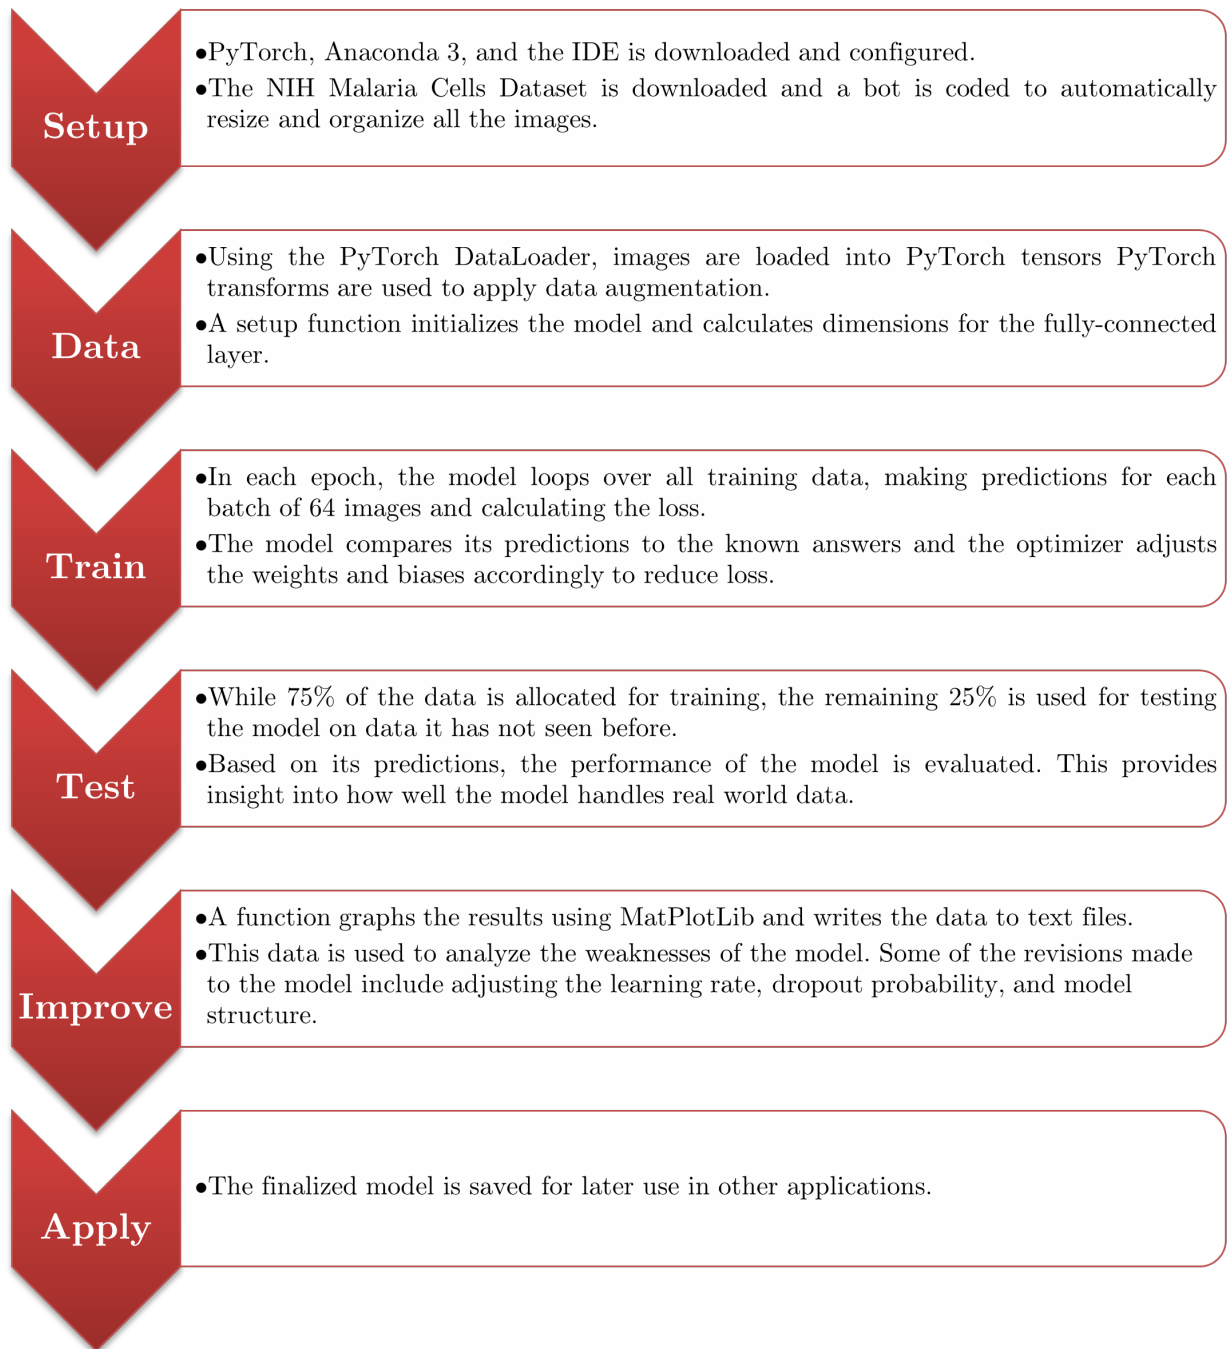 Setup
•PyTorch, Anaconda 3, and the IDE is downloaded and configured.
•The NIH Malaria Cells Dataset is downloaded and a bot is coded to automatically
resize and organize all the images.
Data
•Using the PyTorch DataLoader, images are loaded into PyTorch tensors PyTorch
transforms are used to apply data augmentation.
•A setup function initializes the model and calculates dimensions for the fully-connected
layer.
Train
•In each epoch, the model loops over all training data, making predictions for each
batch of 64 images and calculating the loss.
•The model compares its predictions to the known answers and the optimizer adjusts
the weights and biases accordingly to reduce loss.
Test
•While 75% of the data is allocated for training, the remaining 25% is used for testing
the model on data it has not seen before.
•Based on its predictions, the performance of the model is evaluated. This provides
insight into how well the model handles real world data.
Improve
•A function graphs the results using MatPlotLib and writes the data to text files.
•This data is used to analyze the weaknesses of the model. Some of the revisions made
to the model include adjusting the learning rate, dropout probability, and model
structure.
Apply
•The finalized model is saved for later use in other applications.